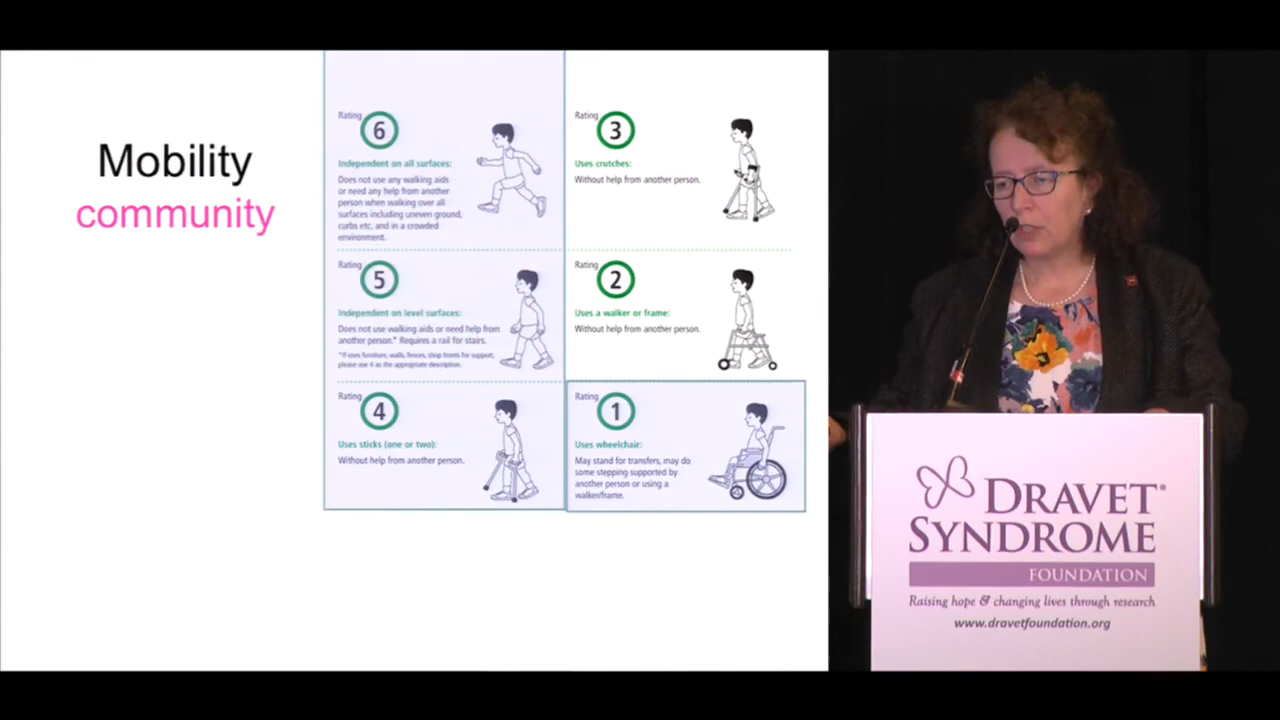 Mobility
community
Rating
6
Independent on all surfaces:
Does not use any walking aids
or need any help from another
person when walking over all
surfaces including uneven ground,
curbs etc. and in a crowded
environment.
Rating
5
Independent on level surfaces:
Does not use walking aids or need help from
another person.* Requires a rail for stairs.
*If uses furniture, walls, fences, shop fronts for support,
please use 4 as the appropriate description.
Rating
4
Uses sticks (one or two):
Without help from another person.
Rating
3
Uses crutches:
Without help from another person.
Rating
2
Uses a walker or frame:
Without help from another person.
Rating
1
Uses wheelchair:
May stand for transfers, may do
some stepping supported by
another person or using a
walker/frame.
DRAVET®
SYNDROME
FOUNDATION
Raising hope & changing lives through research
www.dravetfoundation.org